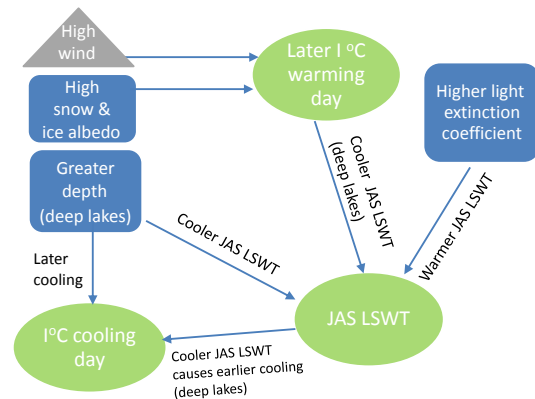 High
wind
High
snow &
ice albedo
Greater
depth
(deep lakes)
Later I ºC
warming
day
Higher light
extinction
coefficient
Cooler JAS LSWT
(deep lakes)
Warmer JAS LSWT
Cooler JAS LSWT
Later
cooling
JAS LSWT
IºC cooling
day
Cooler JAS LSWT
causes earlier cooling
(deep lakes)